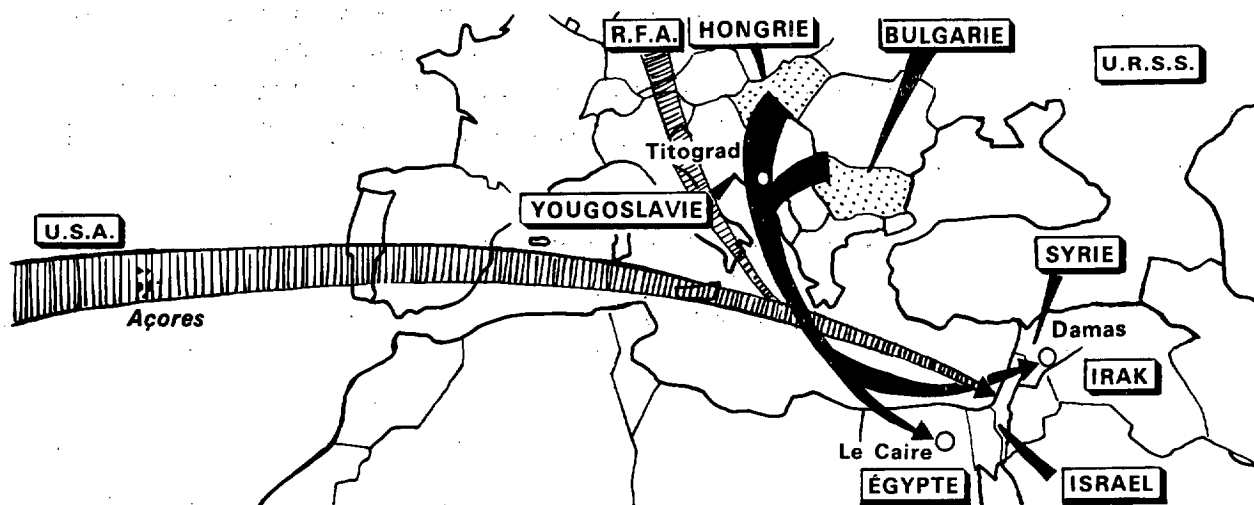 R.F.A.
HONGRIE
BULGARIE
U.R.S.S.
Titograd
YOUGOSLAVIE
U.S.A.
Açores
SYRIE
Damas
IRAK
Le Caire
ÉGYPTE
ISRAEL